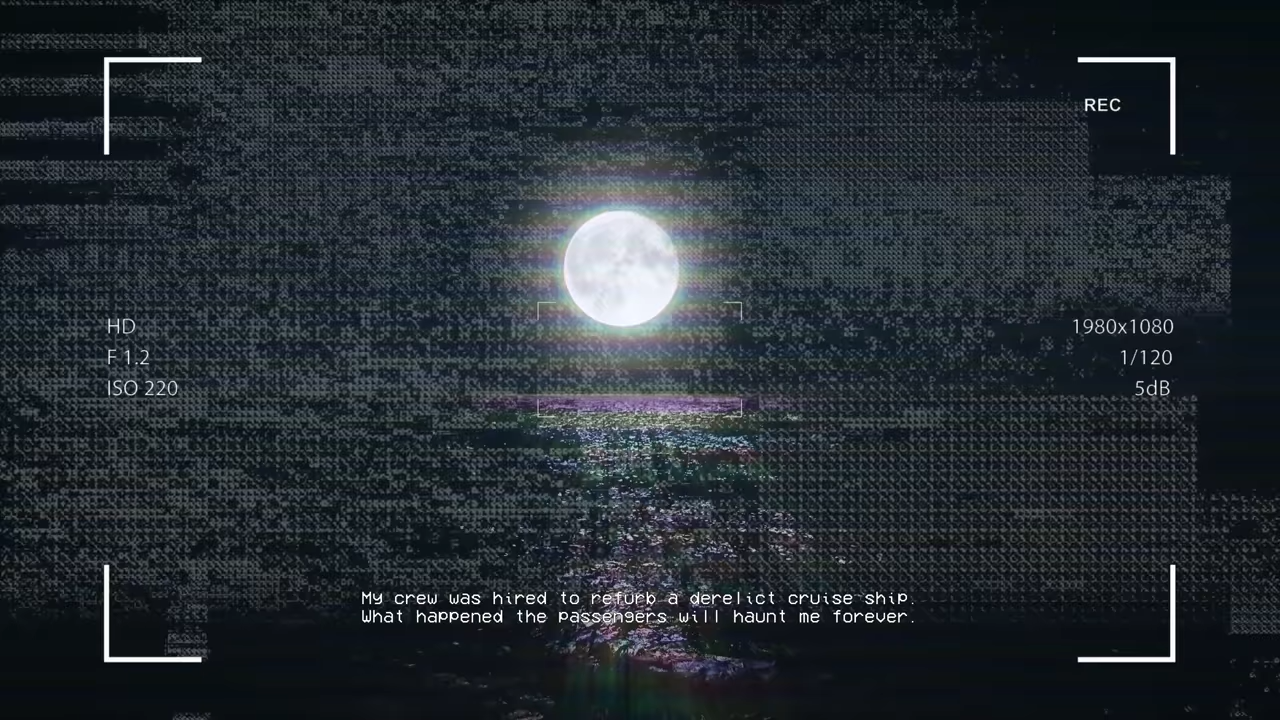 REC
HD
F 1.2
ISO 220
1980x1080
1/120
5dB
My crew was hired to refurb a derelict cruise ship.
What happened the passengers will haunt me forever.